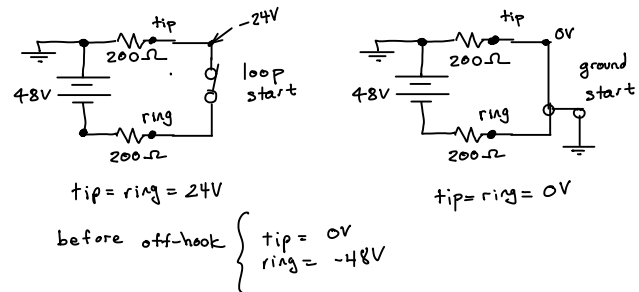 tip
-24V
200Ω
48V
loop
start
ring
200Ω
tip = ring = 24V
tip
0V
200Ω
ground
start
48V
ring
200Ω
tip = ring = 0V
before off-hook { tip = 0V
ring = -48V